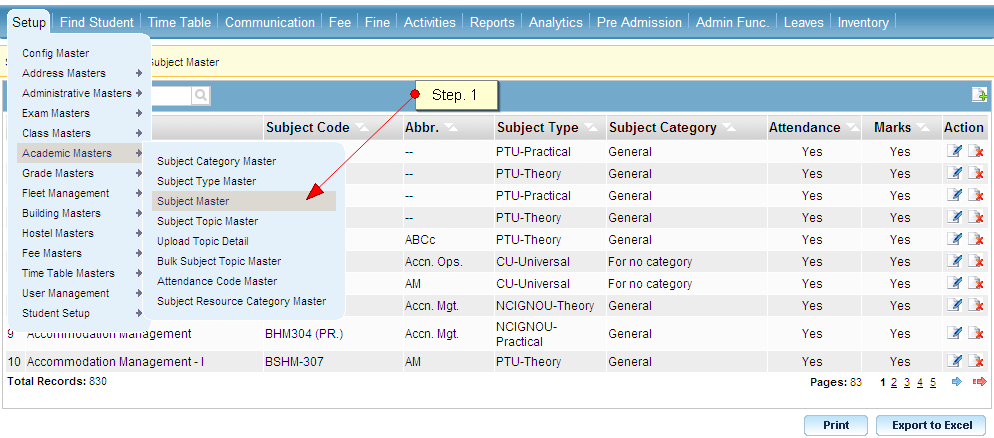 Setup Find Student Time Table Communication Fee Fine Activities Reports Analytics Pre Admission Admin Func. Leaves Inventory
Subject Master
Config Master
Address Masters
Administrative Masters
Exam Masters
Class Masters
Academic Masters
Grade Masters
Fleet Management
Building Masters
Hostel Masters
Fee Masters
Time Table Masters
User Management
Student Setup
Subject Category Master
Subject Type Master
Subject Master
Subject Topic Master
Upload Topic Detail
Bulk Subject Topic Master
Attendance Code Master
Subject Resource Category Master
Step. 1
Subject Code Abbr. Subject Type Subject Category Attendance Marks Action
-- PTU-Practical General Yes Yes
-- PTU-Theory General Yes Yes
-- PTU-Practical General Yes Yes
-- PTU-Theory General Yes Yes
ABCc PTU-Theory General Yes Yes
Accn. Ops. CU-Universal For no category Yes Yes
AM CU-Universal For no category Yes Yes
Accn. Mgt. NCIGNOU-Theory General Yes Yes
9 Accommodation Management BHM304 (PR.) Accn. Mgt. NCIGNOU-Practical General Yes Yes
10 Accommodation Management - I BSHM-307 AM PTU-Theory General Yes Yes
Total Records: 830 Pages: 83 1 2 3 4 5
Print Export to Excel